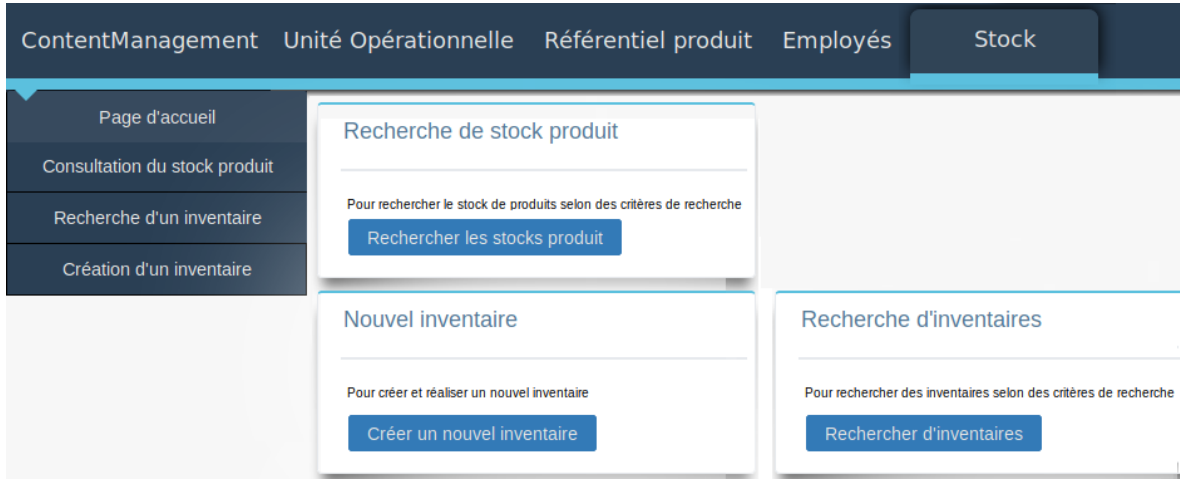 ContentManagement Unité Opérationnelle Référentiel produit Employés Stock
Page d'accueil
Consultation du stock produit
Recherche d'un inventaire
Création d'un inventaire
Recherche de stock produit
Pour rechercher le stock de produits selon des critères de recherche
Rechercher les stocks produit
Nouvel inventaire
Pour créer et réaliser un nouvel inventaire
Créer un nouvel inventaire
Recherche d'inventaires
Pour rechercher des inventaires selon des critères de recherche
Rechercher d'inventaires